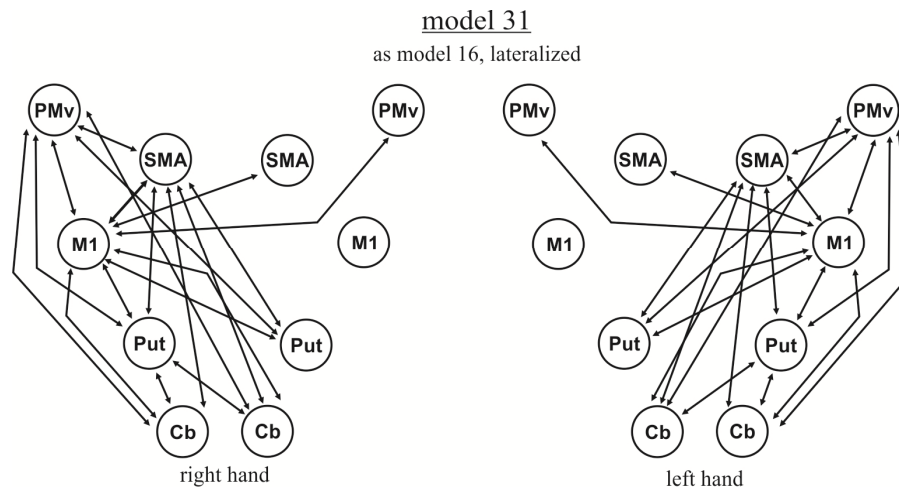 model 31
as model 16, lateralized
PMv PMv PMv PMv
SMA SMA SMA SMA
M1 M1 M1 M1
Put Put Put Put
Cb Cb Cb Cb
right hand left hand